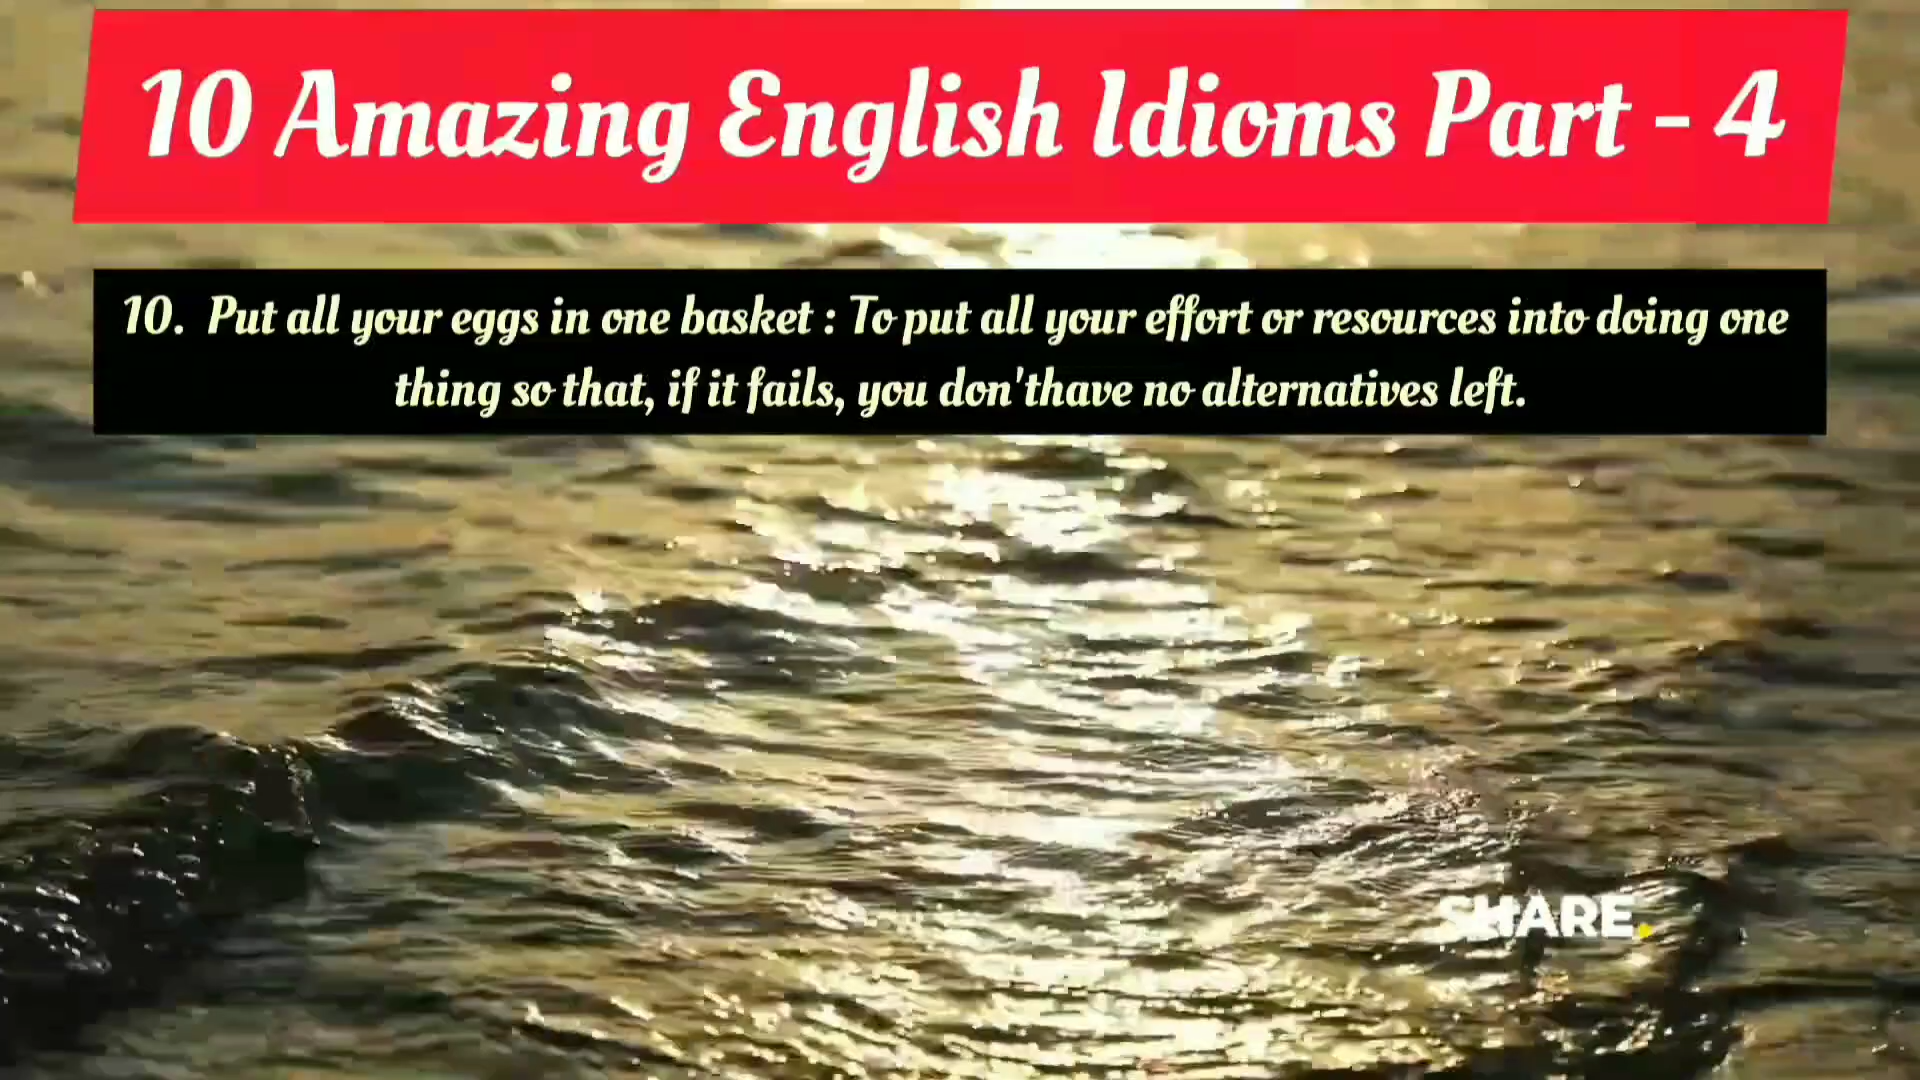 10 Amazing English Idioms Part - 4
10. Put all your eggs in one basket : To put all your effort or resources into doing one
thing so that, if it fails, you don'thave no alternatives left.
SHARE.